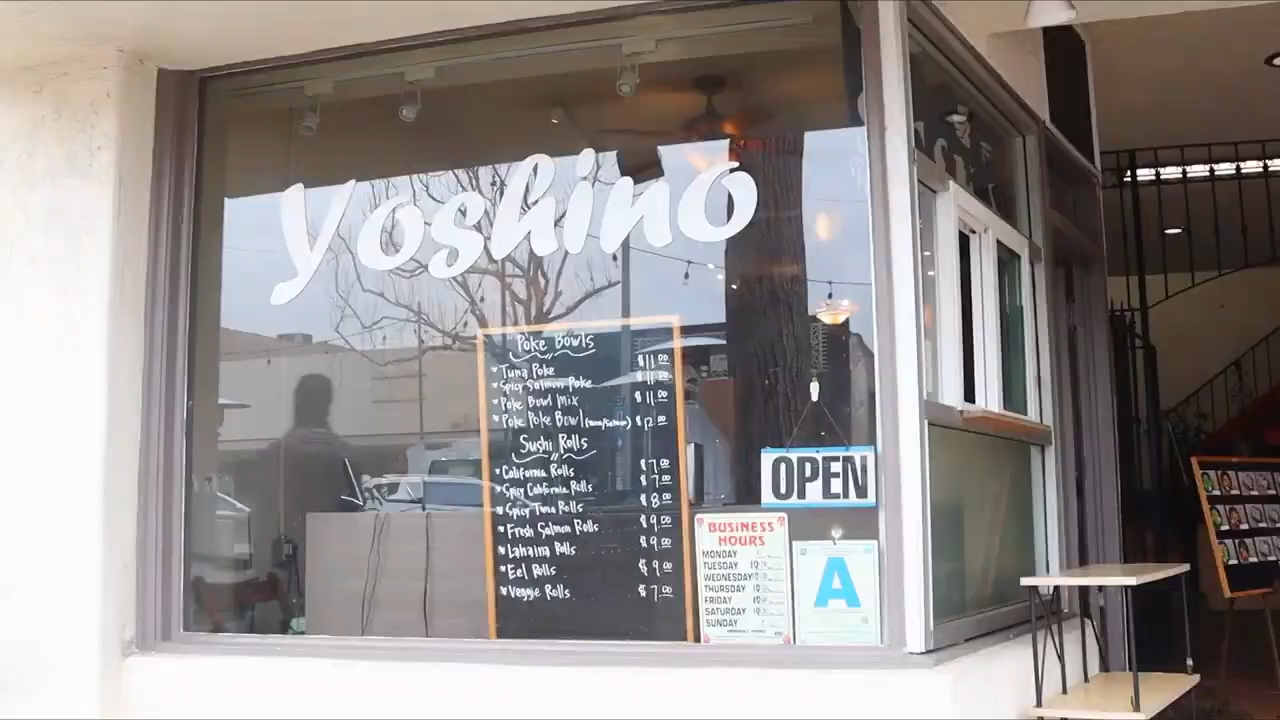 Yoshino
Poke Bowls
Tuna Poke $11.00
Spicy Salmon Poke $11.00
Poke Bowl Mix $11.00
Poke Poke Bowl (Tuna/Salmon) $12.00
Sushi Rolls
California Rolls $7.00
Spicy California Rolls $7.00
Spicy Tuna Rolls $8.00
Fresh Salmon Rolls $9.00
Lahaina Rolls $9.00
Eel Rolls $9.00
Veggie Rolls $7.00
OPEN
BUSINESS
HOURS
MONDAY
TUESDAY
WEDNESDAY
THURSDAY
FRIDAY
SATURDAY
SUNDAY
A